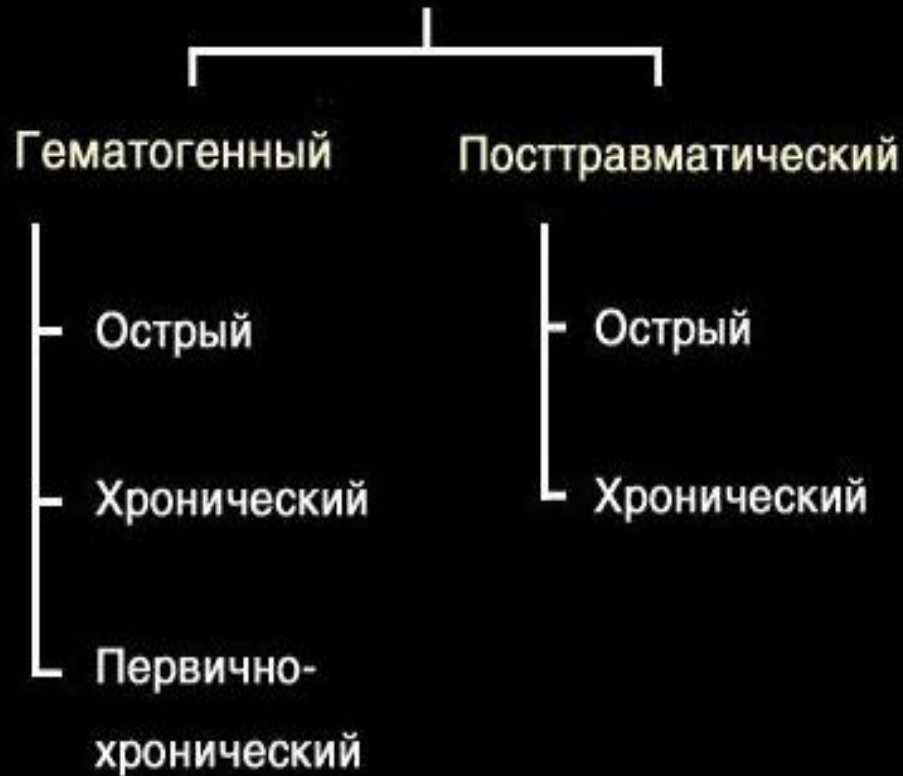 Гематогенный
Посттравматический
Острый
Острый
Хронический
Хронический
Первично-
хронический